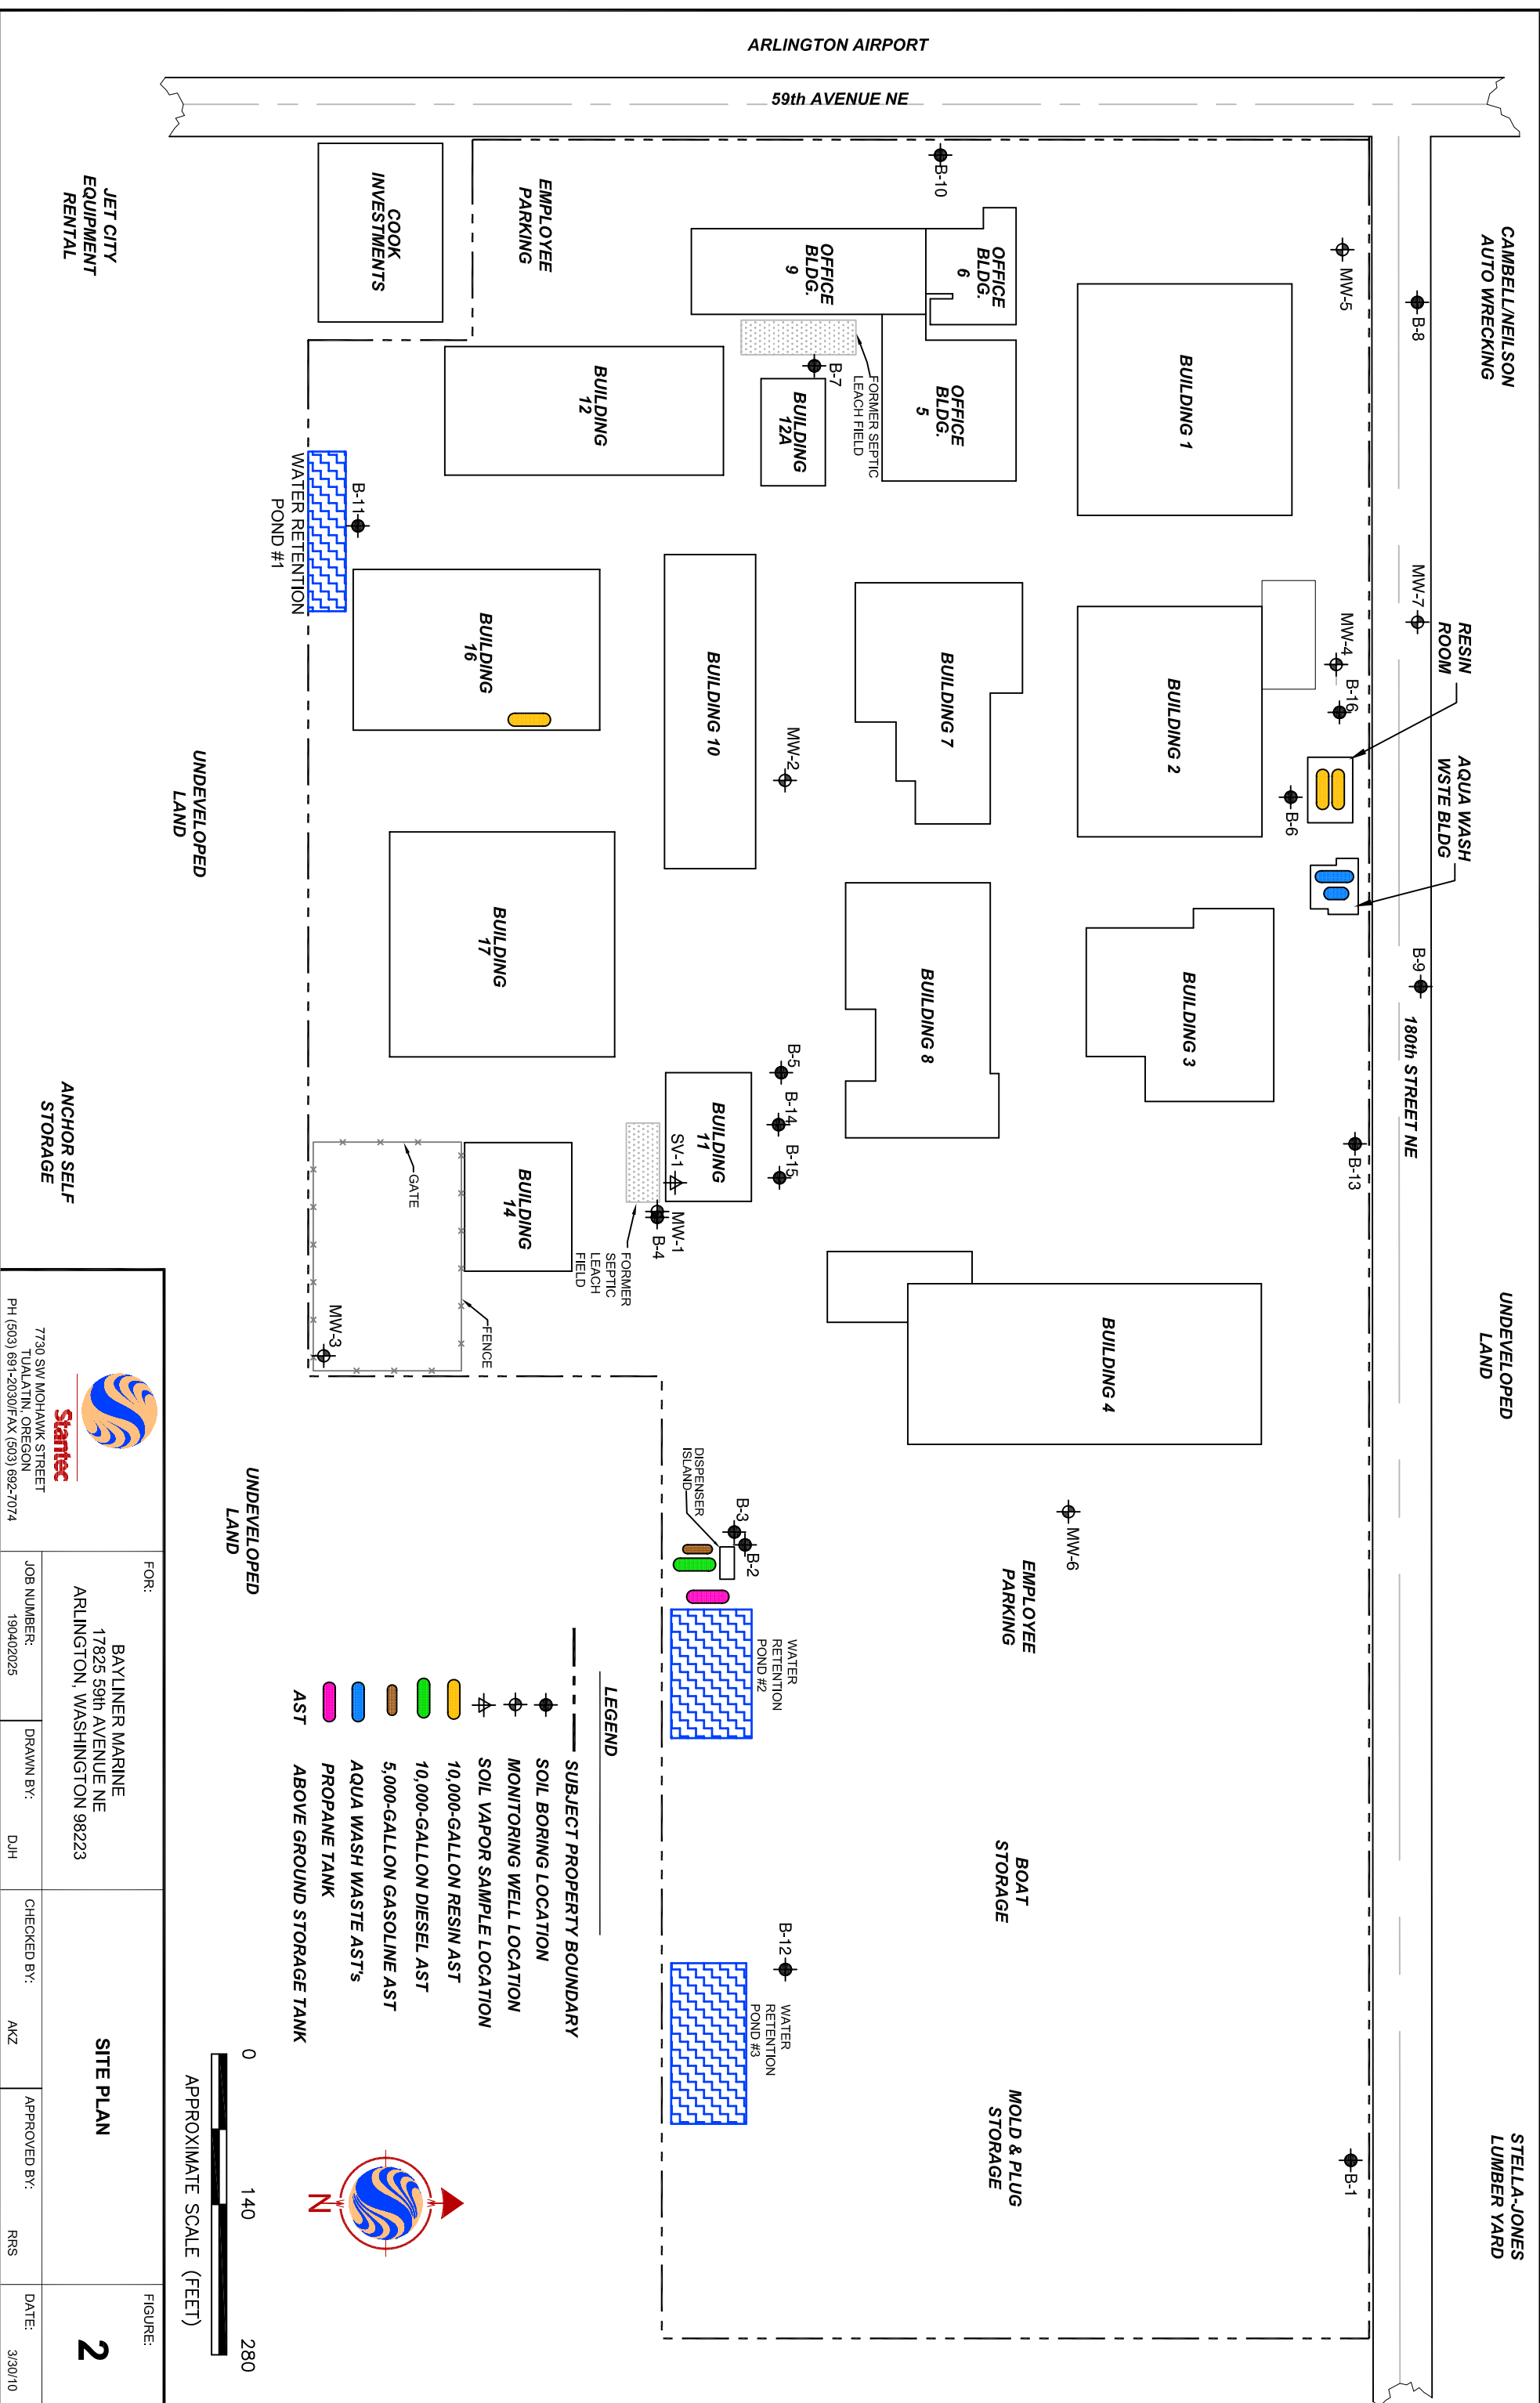 CAMBELL/NEILSON
AUTO WRECKING
UNDEVELOPED
LAND
STELLA-JONES
LUMBER YARD
RESIN
ROOM
AQUA WASH
WSTE BLDG
B-8
MW-7
B-9
180th STREET NE
ARLINGTON AIRPORT
59th AVENUE NE
MW-5
MW-4
B-16
B-6
B-13
B-1
BUILDING 1
BUILDING 2
BUILDING 3
BUILDING 4
MW-6
EMPLOYEE
PARKING
BOAT
STORAGE
MOLD & PLUG
STORAGE
B-10
OFFICE
BLDG.
6
OFFICE
BLDG.
5
BUILDING 7
BUILDING 8
OFFICE
BLDG.
9
FORMER SEPTIC
LEACH FIELD
B-7
BUILDING
12A
MW-2
B-5
B-14
B-15
BUILDING 10
BUILDING
11
SV-1
MW-1
B-4
FORMER
SEPTIC
LEACH
FIELD
B-3
B-2
DISPENSER
ISLAND
WATER
RETENTION
POND #2
B-12
WATER
RETENTION
POND #3
EMPLOYEE
PARKING
BUILDING
12
BUILDING
16
BUILDING
17
BUILDING
14
GATE
FENCE
MW-3
COOK
INVESTMENTS
B-11
WATER RETENTION
POND #1
JET CITY
EQUIPMENT
RENTAL
UNDEVELOPED
LAND
ANCHOR SELF
STORAGE
UNDEVELOPED
LAND
LEGEND
SUBJECT PROPERTY BOUNDARY
SOIL BORING LOCATION
MONITORING WELL LOCATION
SOIL VAPOR SAMPLE LOCATION
10,000-GALLON RESIN AST
10,000-GALLON DIESEL AST
5,000-GALLON GASOLINE AST
AQUA WASH WASTE AST's
PROPANE TANK
AST ABOVE GROUND STORAGE TANK
N
0 140 280
APPROXIMATE SCALE (FEET)
Stantec
7730 SW MOHAWK STREET
TUALATIN, OREGON
PH (503) 691-2030/FAX (503) 692-7074
FOR:
BAYLINER MARINE
17825 59th AVENUE NE
ARLINGTON, WASHINGTON 98223
SITE PLAN
FIGURE:
2
JOB NUMBER: 190402025
DRAWN BY: DJH
CHECKED BY: AKZ
APPROVED BY: RRS
DATE: 3/30/10